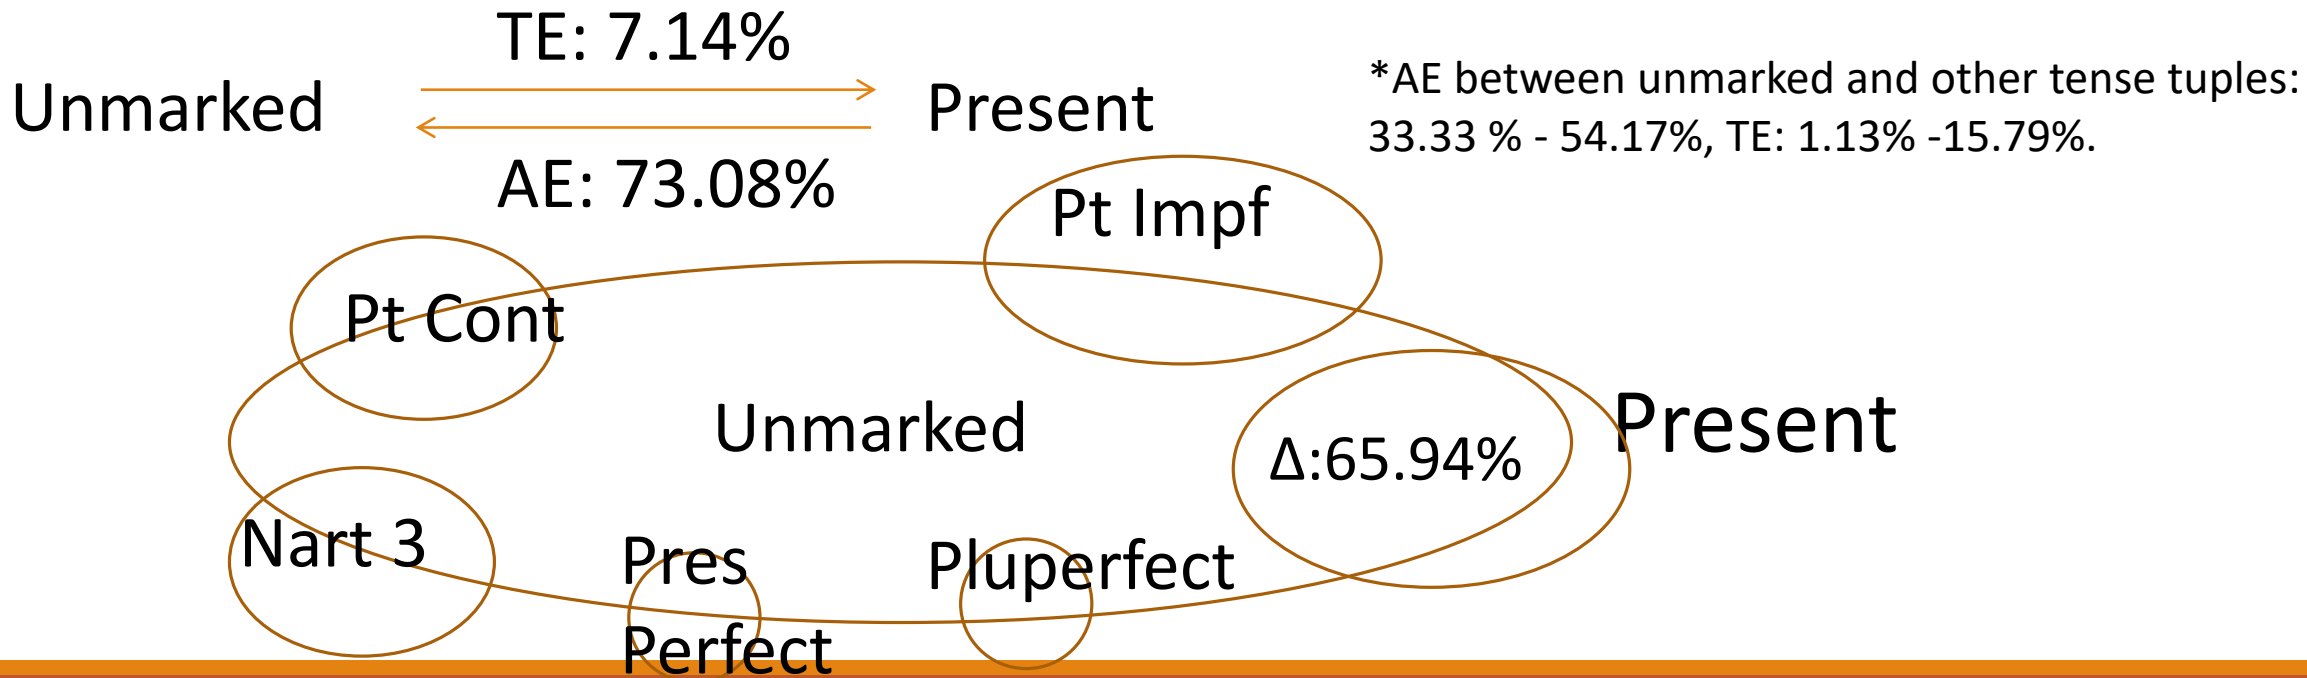 TE: 7.14%
Unmarked
Present
AE: 73.08%
*AE between unmarked and other tense tuples:
33.33 % - 54.17%, TE: 1.13% -15.79%.
Pt Impf
Pt Cont
Unmarked
Δ:65.94%
Present
Nart 3
Pres
Perfect
Pluperfect